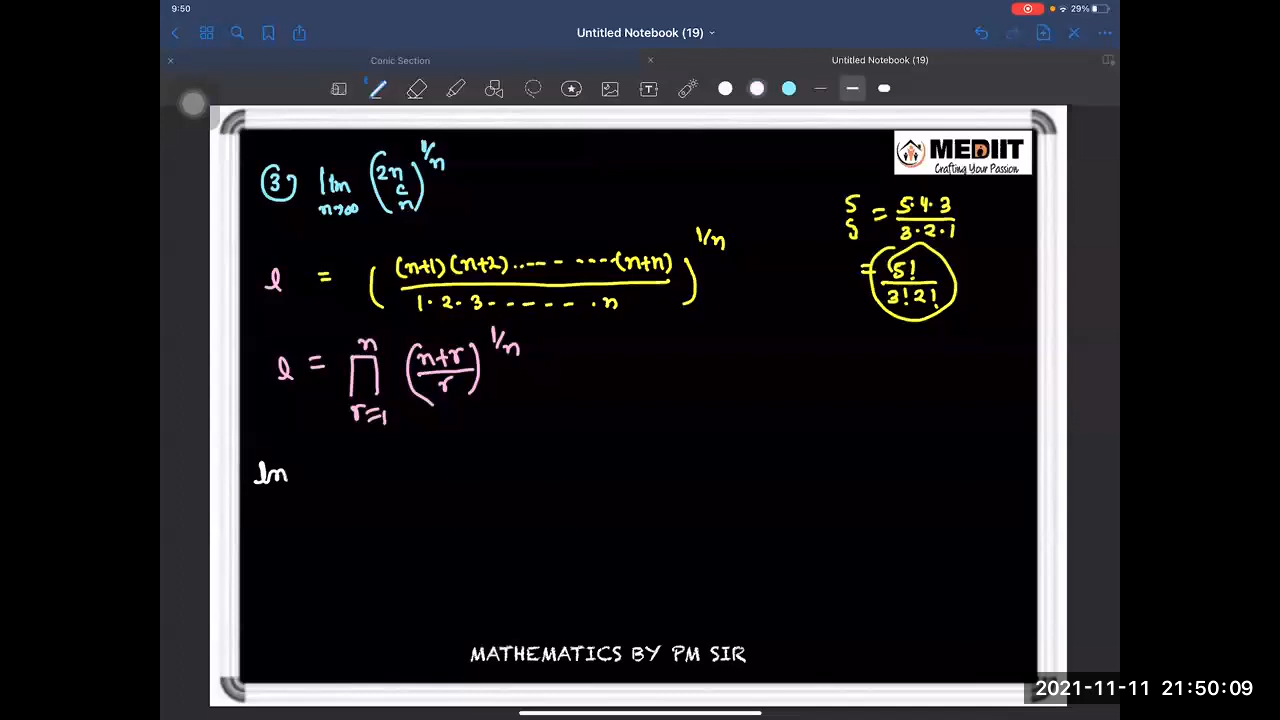 9:50
29%
Untitled Notebook (19)
Conic Section
Untitled Notebook (19)
MEDIIT
Crafting Your Passion
③ lim n→∞ (2n C n)^1/n
5 = 5·4·3 / 3·2·1
= 5! / 3! 2!
l = ( (n+1) (n+2) ........ (n+n) / 1·2·3 ------- · n )^1/n
l = ∏ r=1 n ( n+r / r )^1/n
ln
MATHEMATICS BY PM SIR
2021-11-11 21:50:09